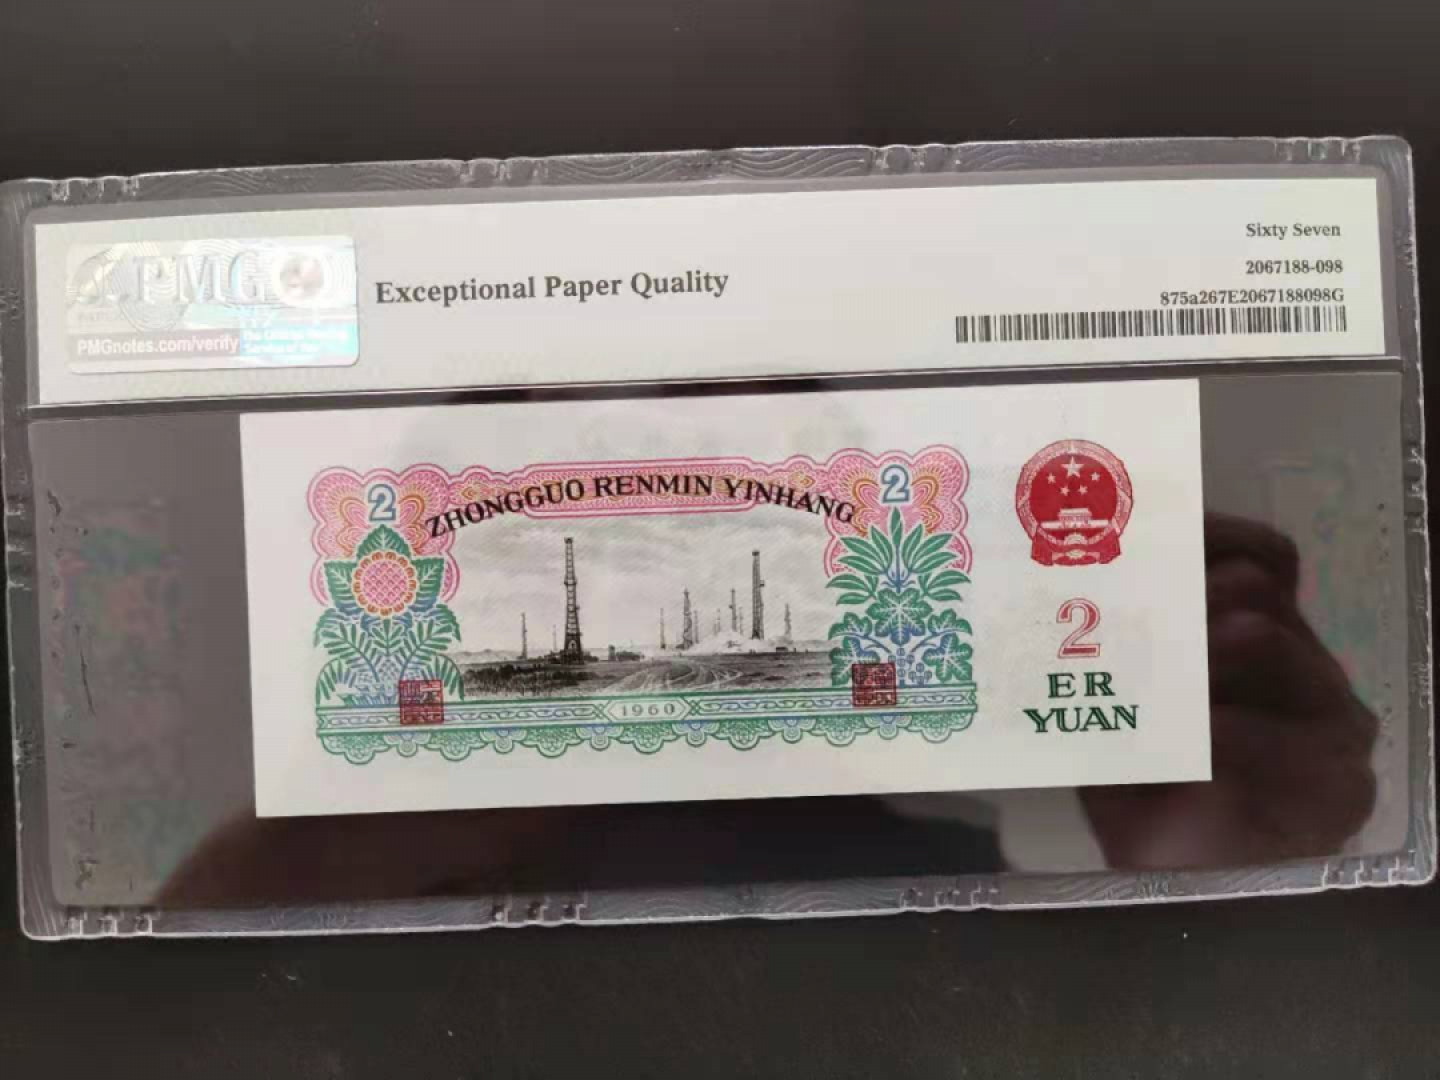 PMG
PMGnotes.com/verify
Exceptional Paper Quality
Sixty Seven
2067188-098
875a267E2067188098G
2
ZHONGGUO RENMIN YINHANG
2
2
ER
YUAN
1960